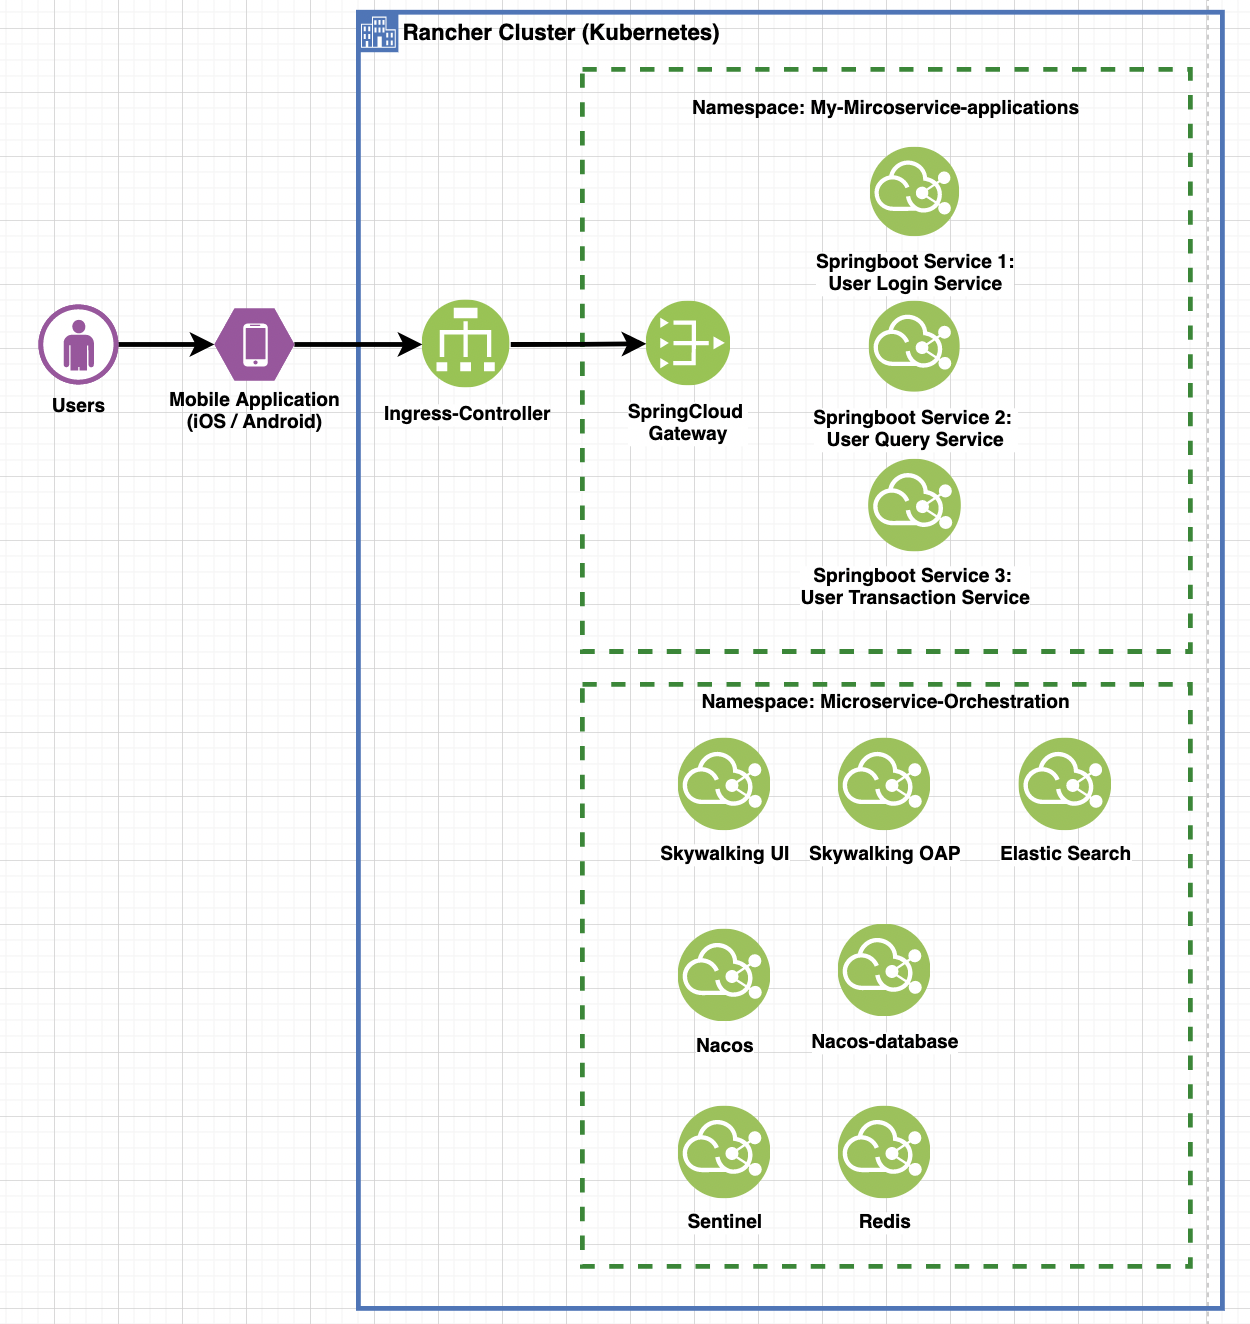 Rancher Cluster (Kubernetes)
Namespace: My-Mircoservice-applications
Springboot Service 1:
User Login Service
Users
Mobile Application
(iOS / Android)
Ingress-Controller
SpringCloud
Gateway
Springboot Service 2:
User Query Service
Springboot Service 3:
User Transaction Service
Namespace: Microservice-Orchestration
Skywalking UI
Skywalking OAP
Elastic Search
Nacos
Nacos-database
Sentinel
Redis